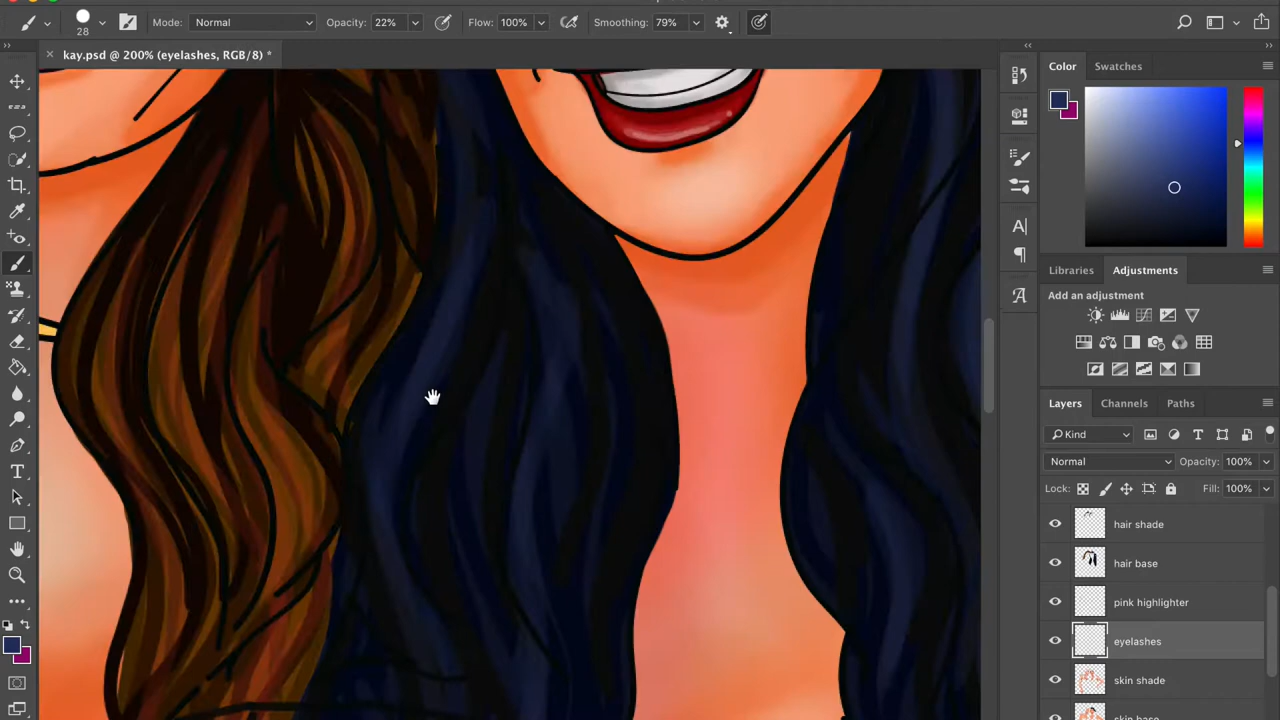 28
Mode: Normal
Opacity: 22%
Flow: 100%
Smoothing: 79%
kay.psd @ 200% (eyelashes, RGB/8) *
Color
Swatches
Libraries
Adjustments
Add an adjustment
Layers
Channels
Paths
Kind
Normal
Opacity: 100%
Lock:
Fill: 100%
hair shade
hair base
pink highlighter
eyelashes
skin shade
skin base